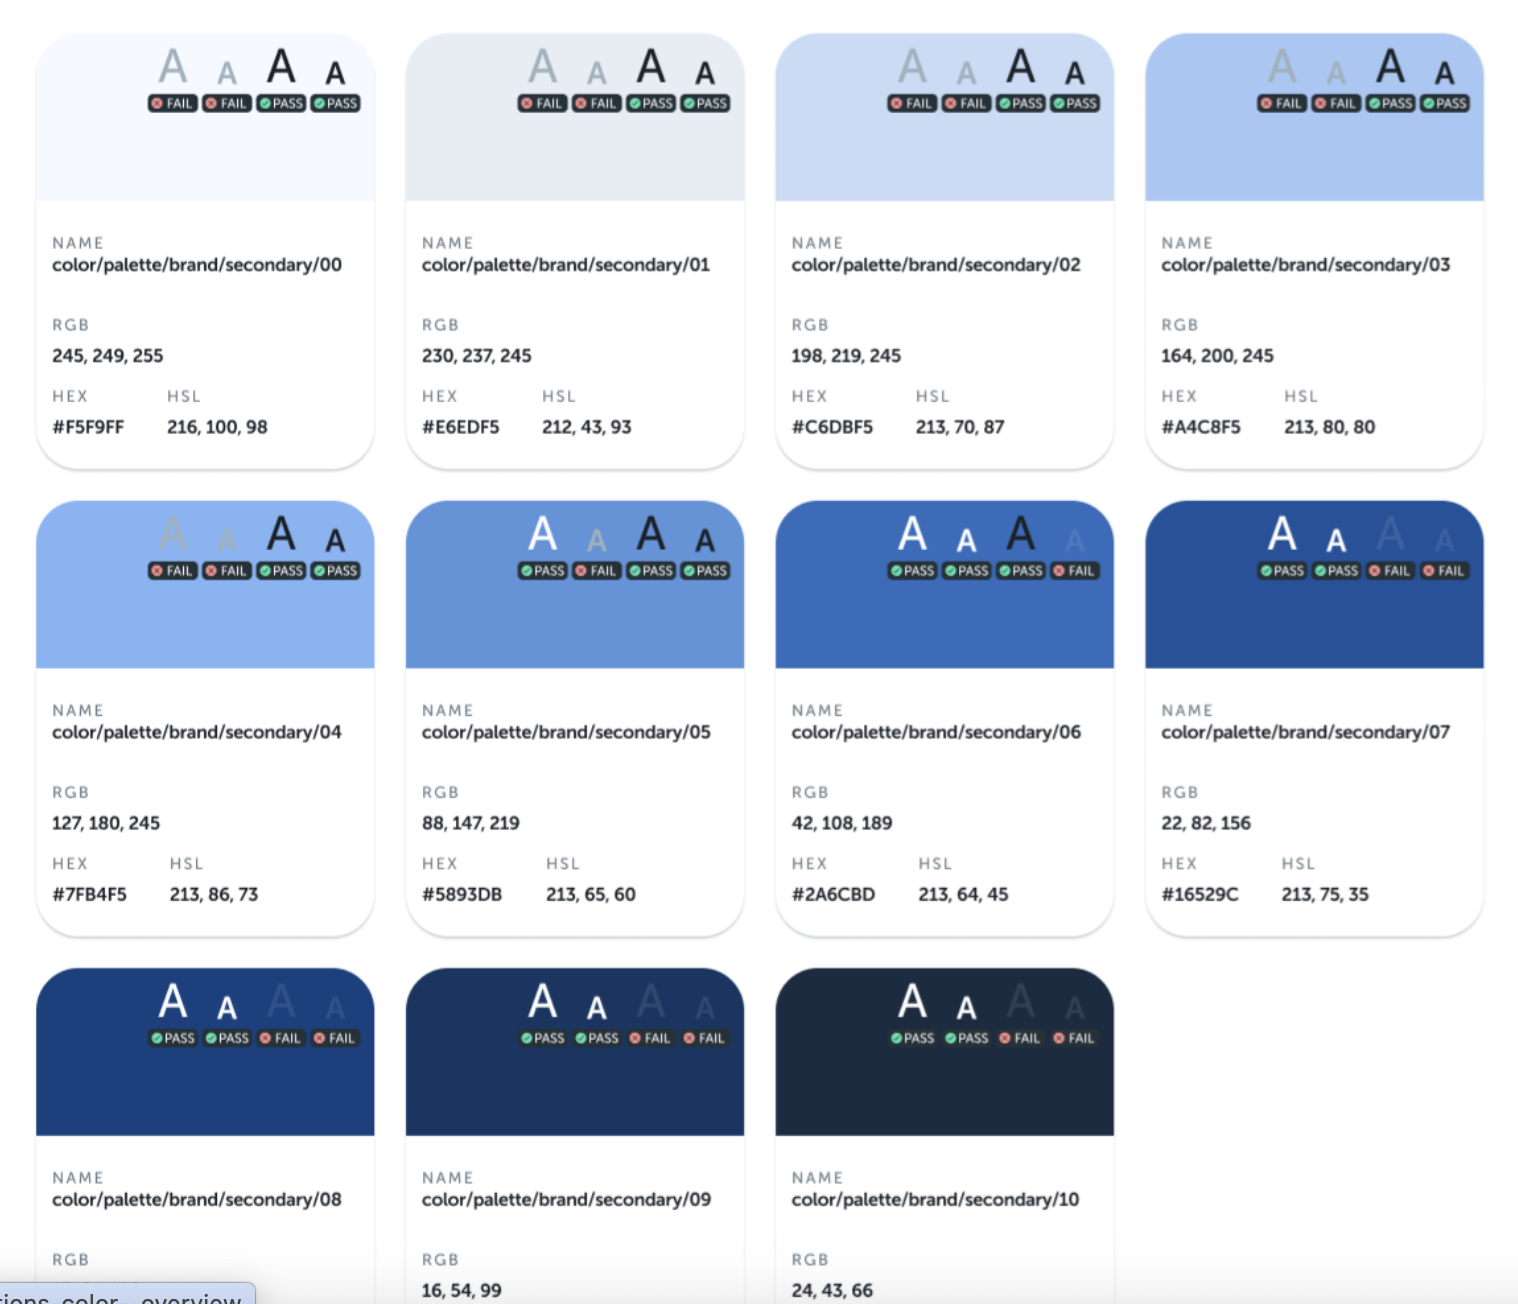 A A A A A A A A A A A A A A A A
FAIL FAIL PASS PASS FAIL FAIL PASS PASS FAIL FAIL PASS PASS FAIL FAIL PASS PASS
NAME NAME NAME NAME
color/palette/brand/secondary/00 color/palette/brand/secondary/01 color/palette/brand/secondary/02 color/palette/brand/secondary/03
RGB RGB RGB RGB
245, 249, 255 230, 237, 245 198, 219, 245 164, 200, 245
HEX HSL HEX HSL HEX HSL HEX HSL
#F5F9FF 216, 100, 98 #E6EDF5 212, 43, 93 #C6DBF5 213, 70, 87 #A4C8F5 213, 80, 80
A A A A A A A A A A A A A A A A
FAIL FAIL PASS PASS PASS FAIL PASS PASS PASS PASS PASS FAIL PASS PASS FAIL FAIL
NAME NAME NAME NAME
color/palette/brand/secondary/04 color/palette/brand/secondary/05 color/palette/brand/secondary/06 color/palette/brand/secondary/07
RGB RGB RGB RGB
127, 180, 245 88, 147, 219 42, 108, 189 22, 82, 156
HEX HSL HEX HSL HEX HSL HEX HSL
#7FB4F5 213, 86, 73 #5893DB 213, 65, 60 #2A6CBD 213, 64, 45 #16529C 213, 75, 35
A A A A A A A A A A A A
PASS PASS FAIL FAIL PASS PASS FAIL FAIL PASS PASS FAIL FAIL
NAME NAME NAME
color/palette/brand/secondary/08 color/palette/brand/secondary/09 color/palette/brand/secondary/10
RGB RGB RGB
16, 54, 99 24, 43, 66
color overview